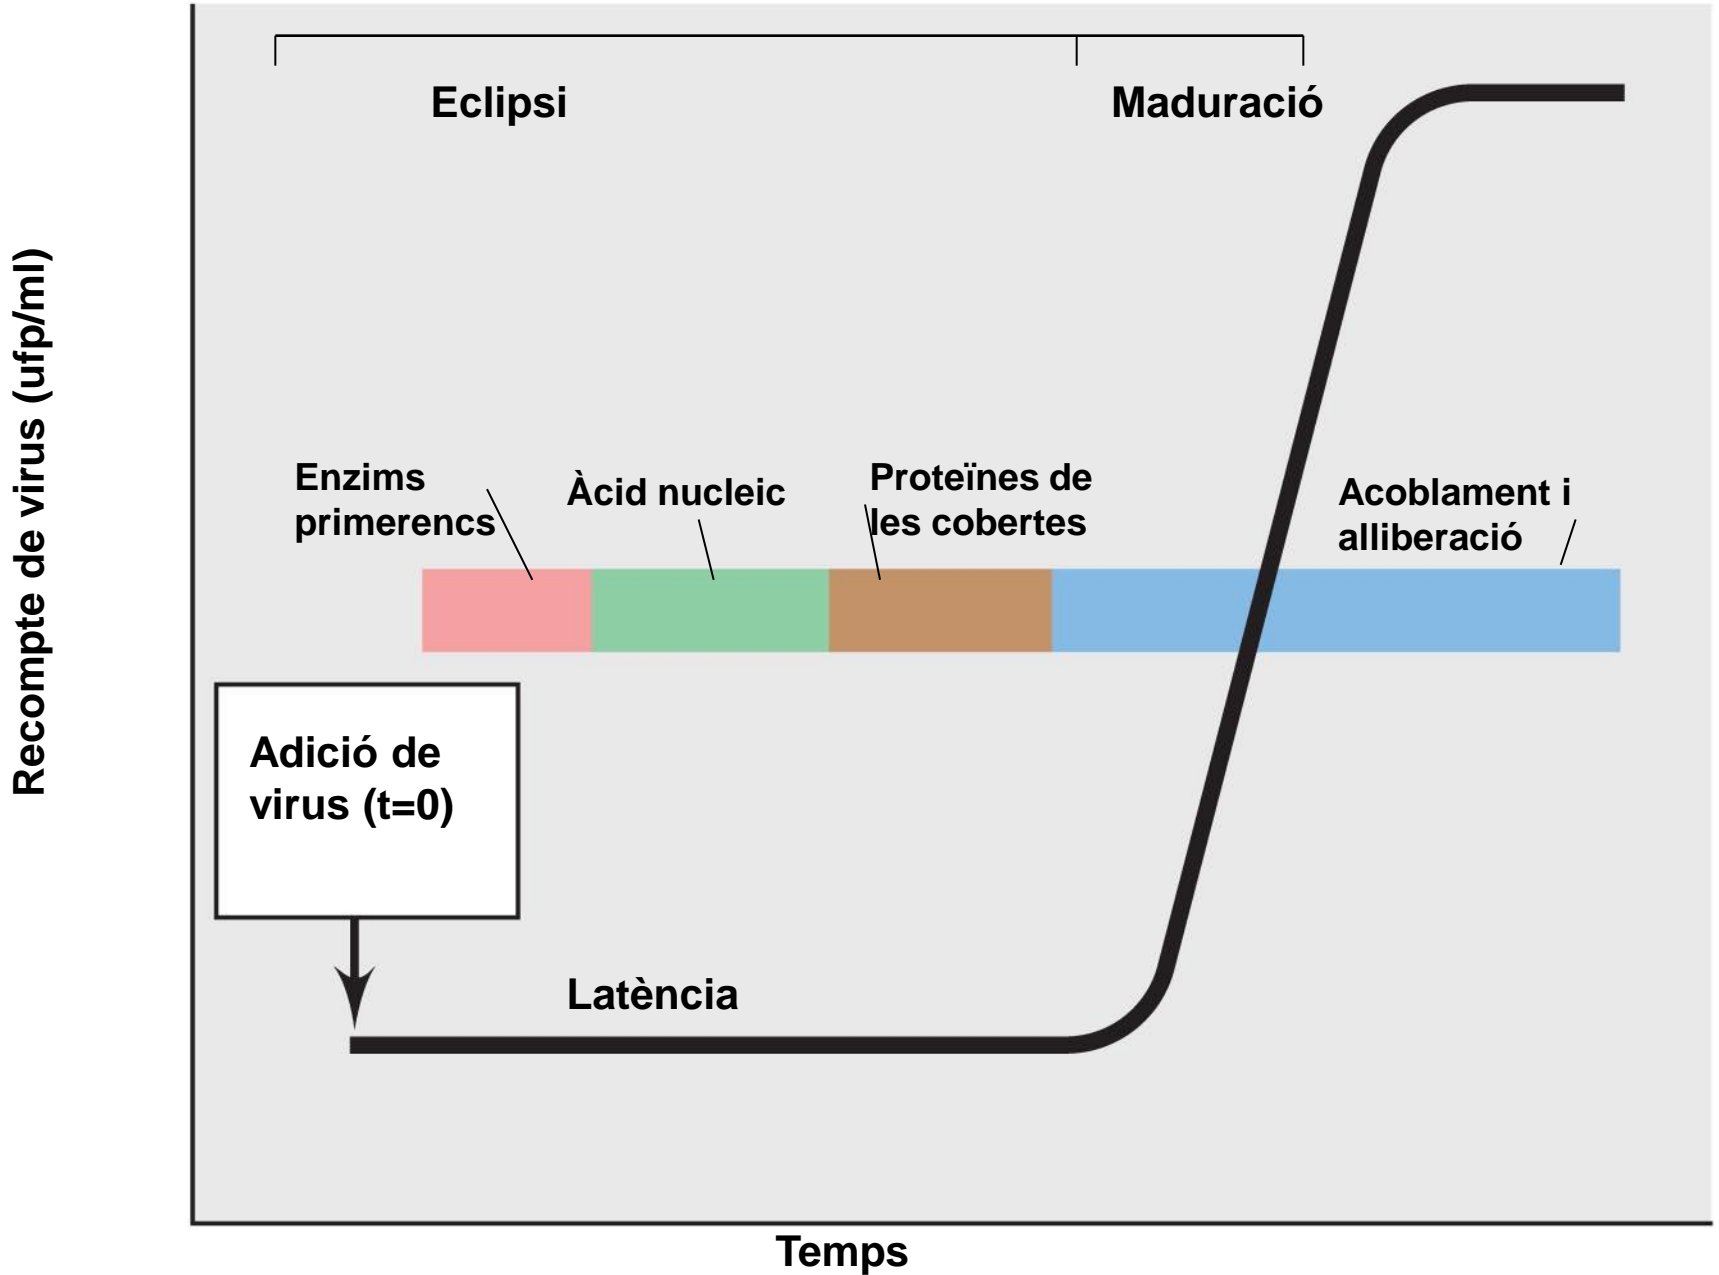 Eclipsi
Maduració
Recompte de virus (ufp/ml)
Enzims
primerencs
Àcid nucleic
Proteïnes de
les cobertes
Acoblament i
alliberació
Adició de
virus (t=0)
Latència
Temps